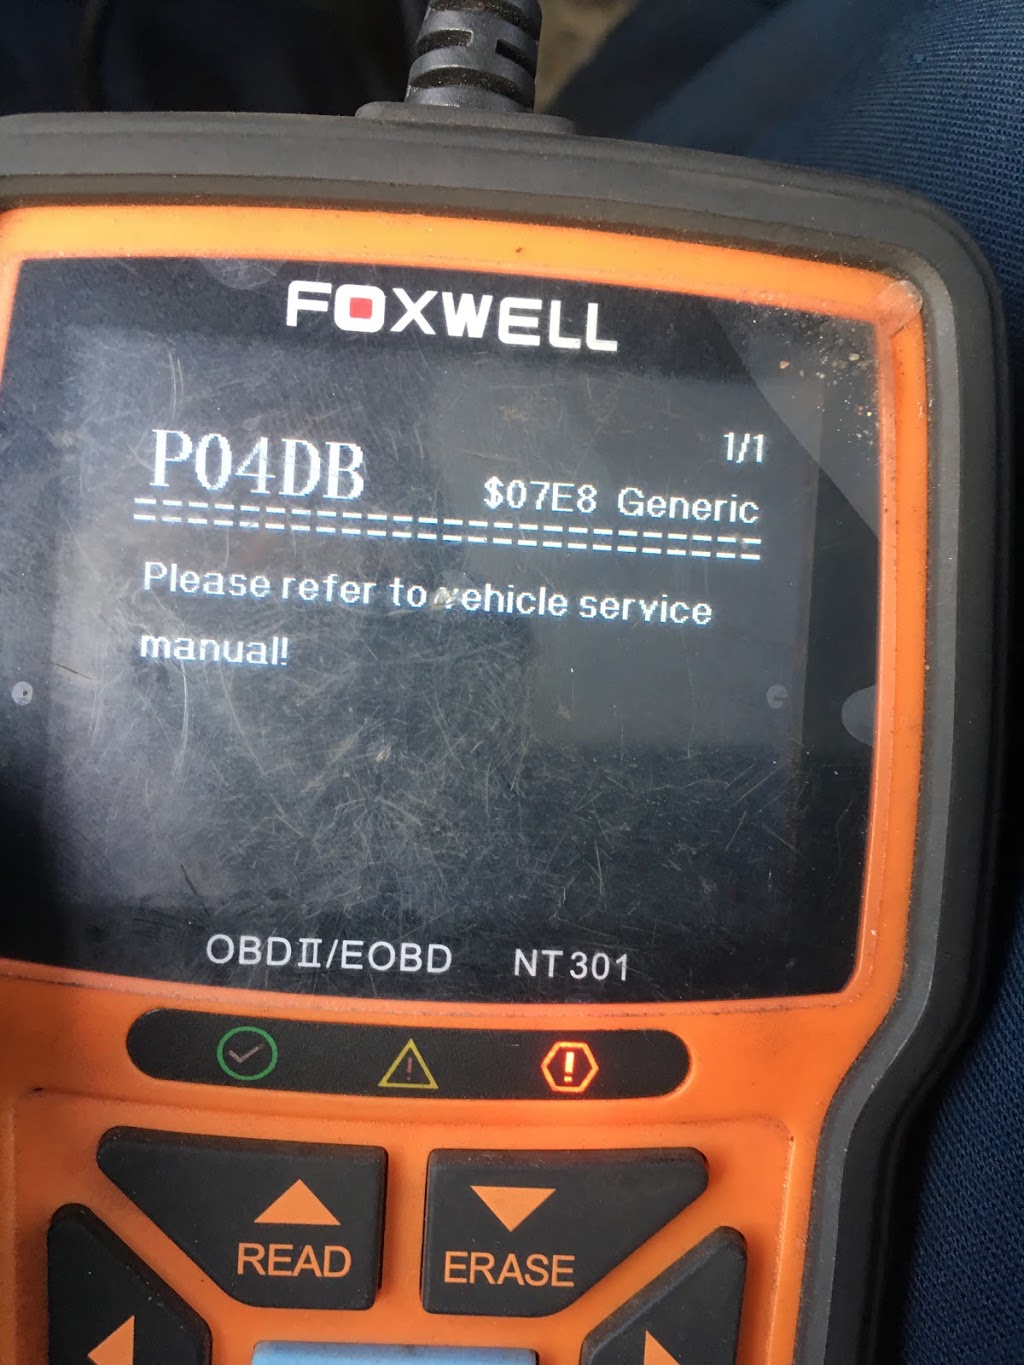 FOXWELL
1/1
P04DB
$07E8 Generic
Please refer to vehicle service
manual!
OBDII/EOBD NT301
READ
ERASE